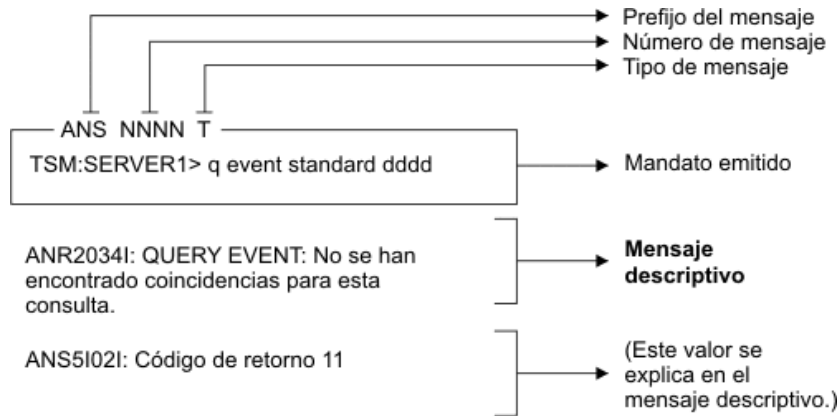 Prefijo del mensaje
Número de mensaje
Tipo de mensaje
ANS NNNN T
TSM:SERVER1> q event standard dddd
Mandato emitido
ANR2034I: QUERY EVENT: No se han
encontrado coincidencias para esta
consulta.
Mensaje
descriptivo
ANS5I02I: Código de retorno 11
(Este valor se
explica en el
mensaje descriptivo.)